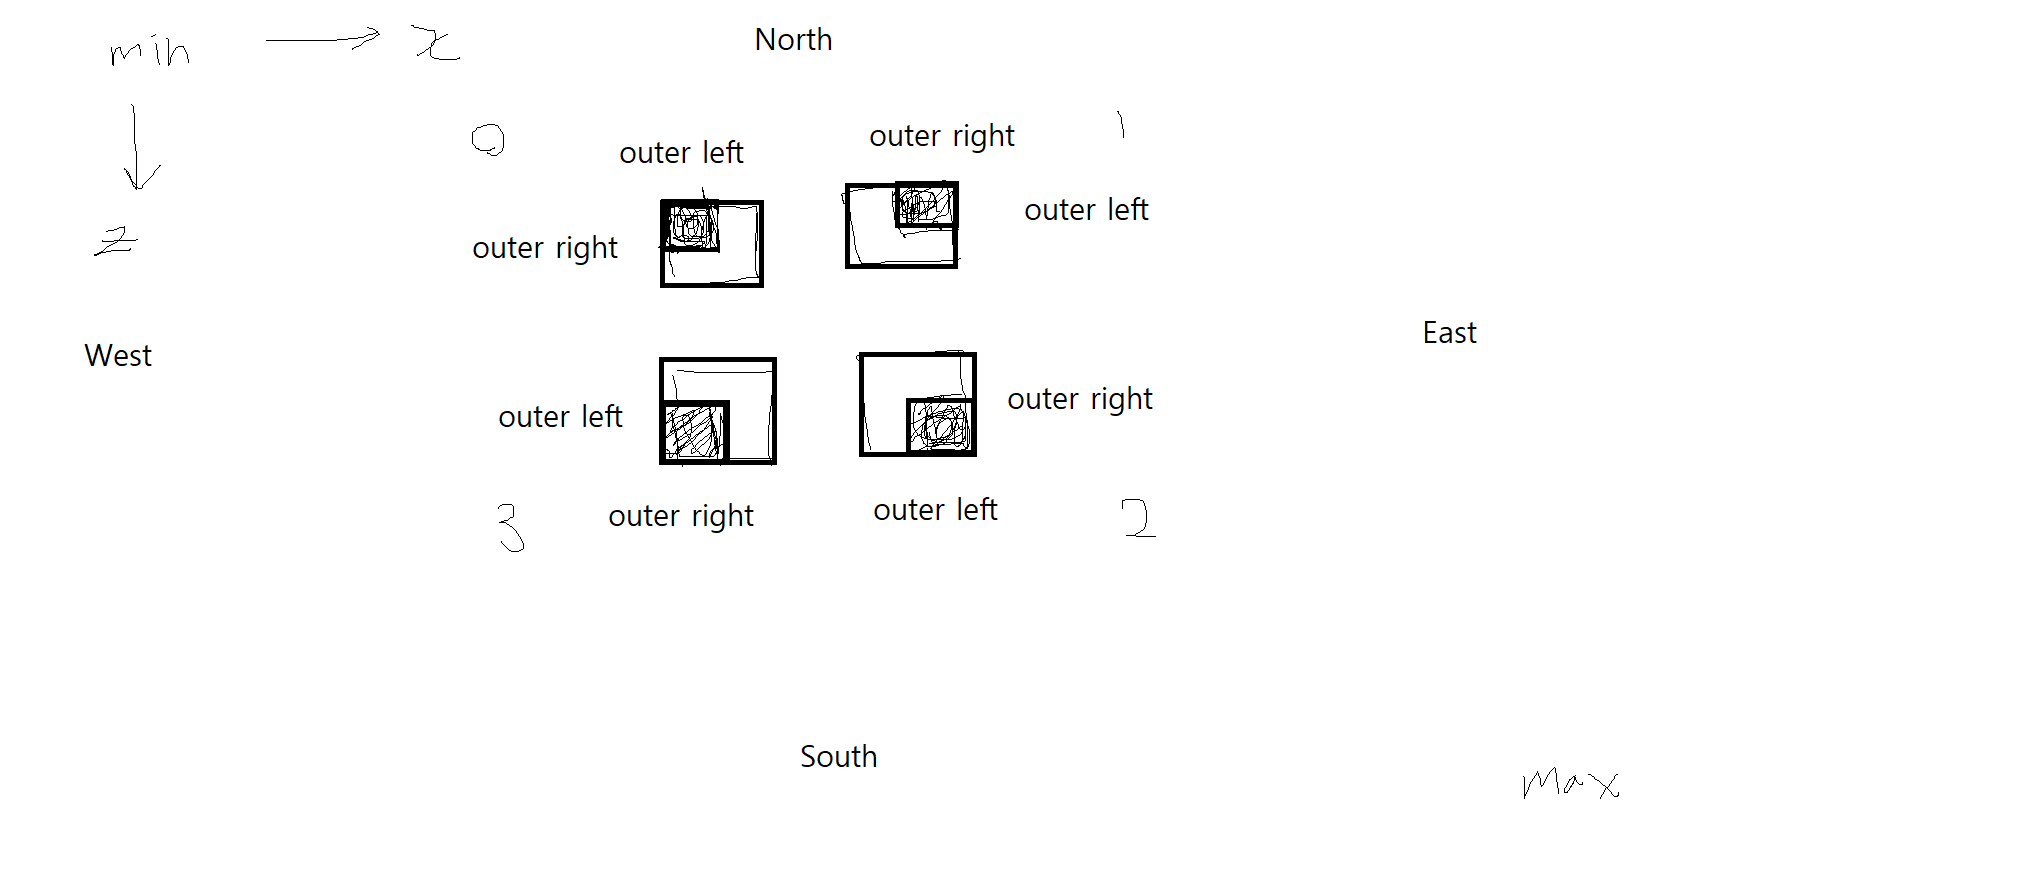 min → x
North
0
1
outer left
outer right
outer left
outer right
z
West
East
outer left
outer right
outer right
outer left
3
2
South
max